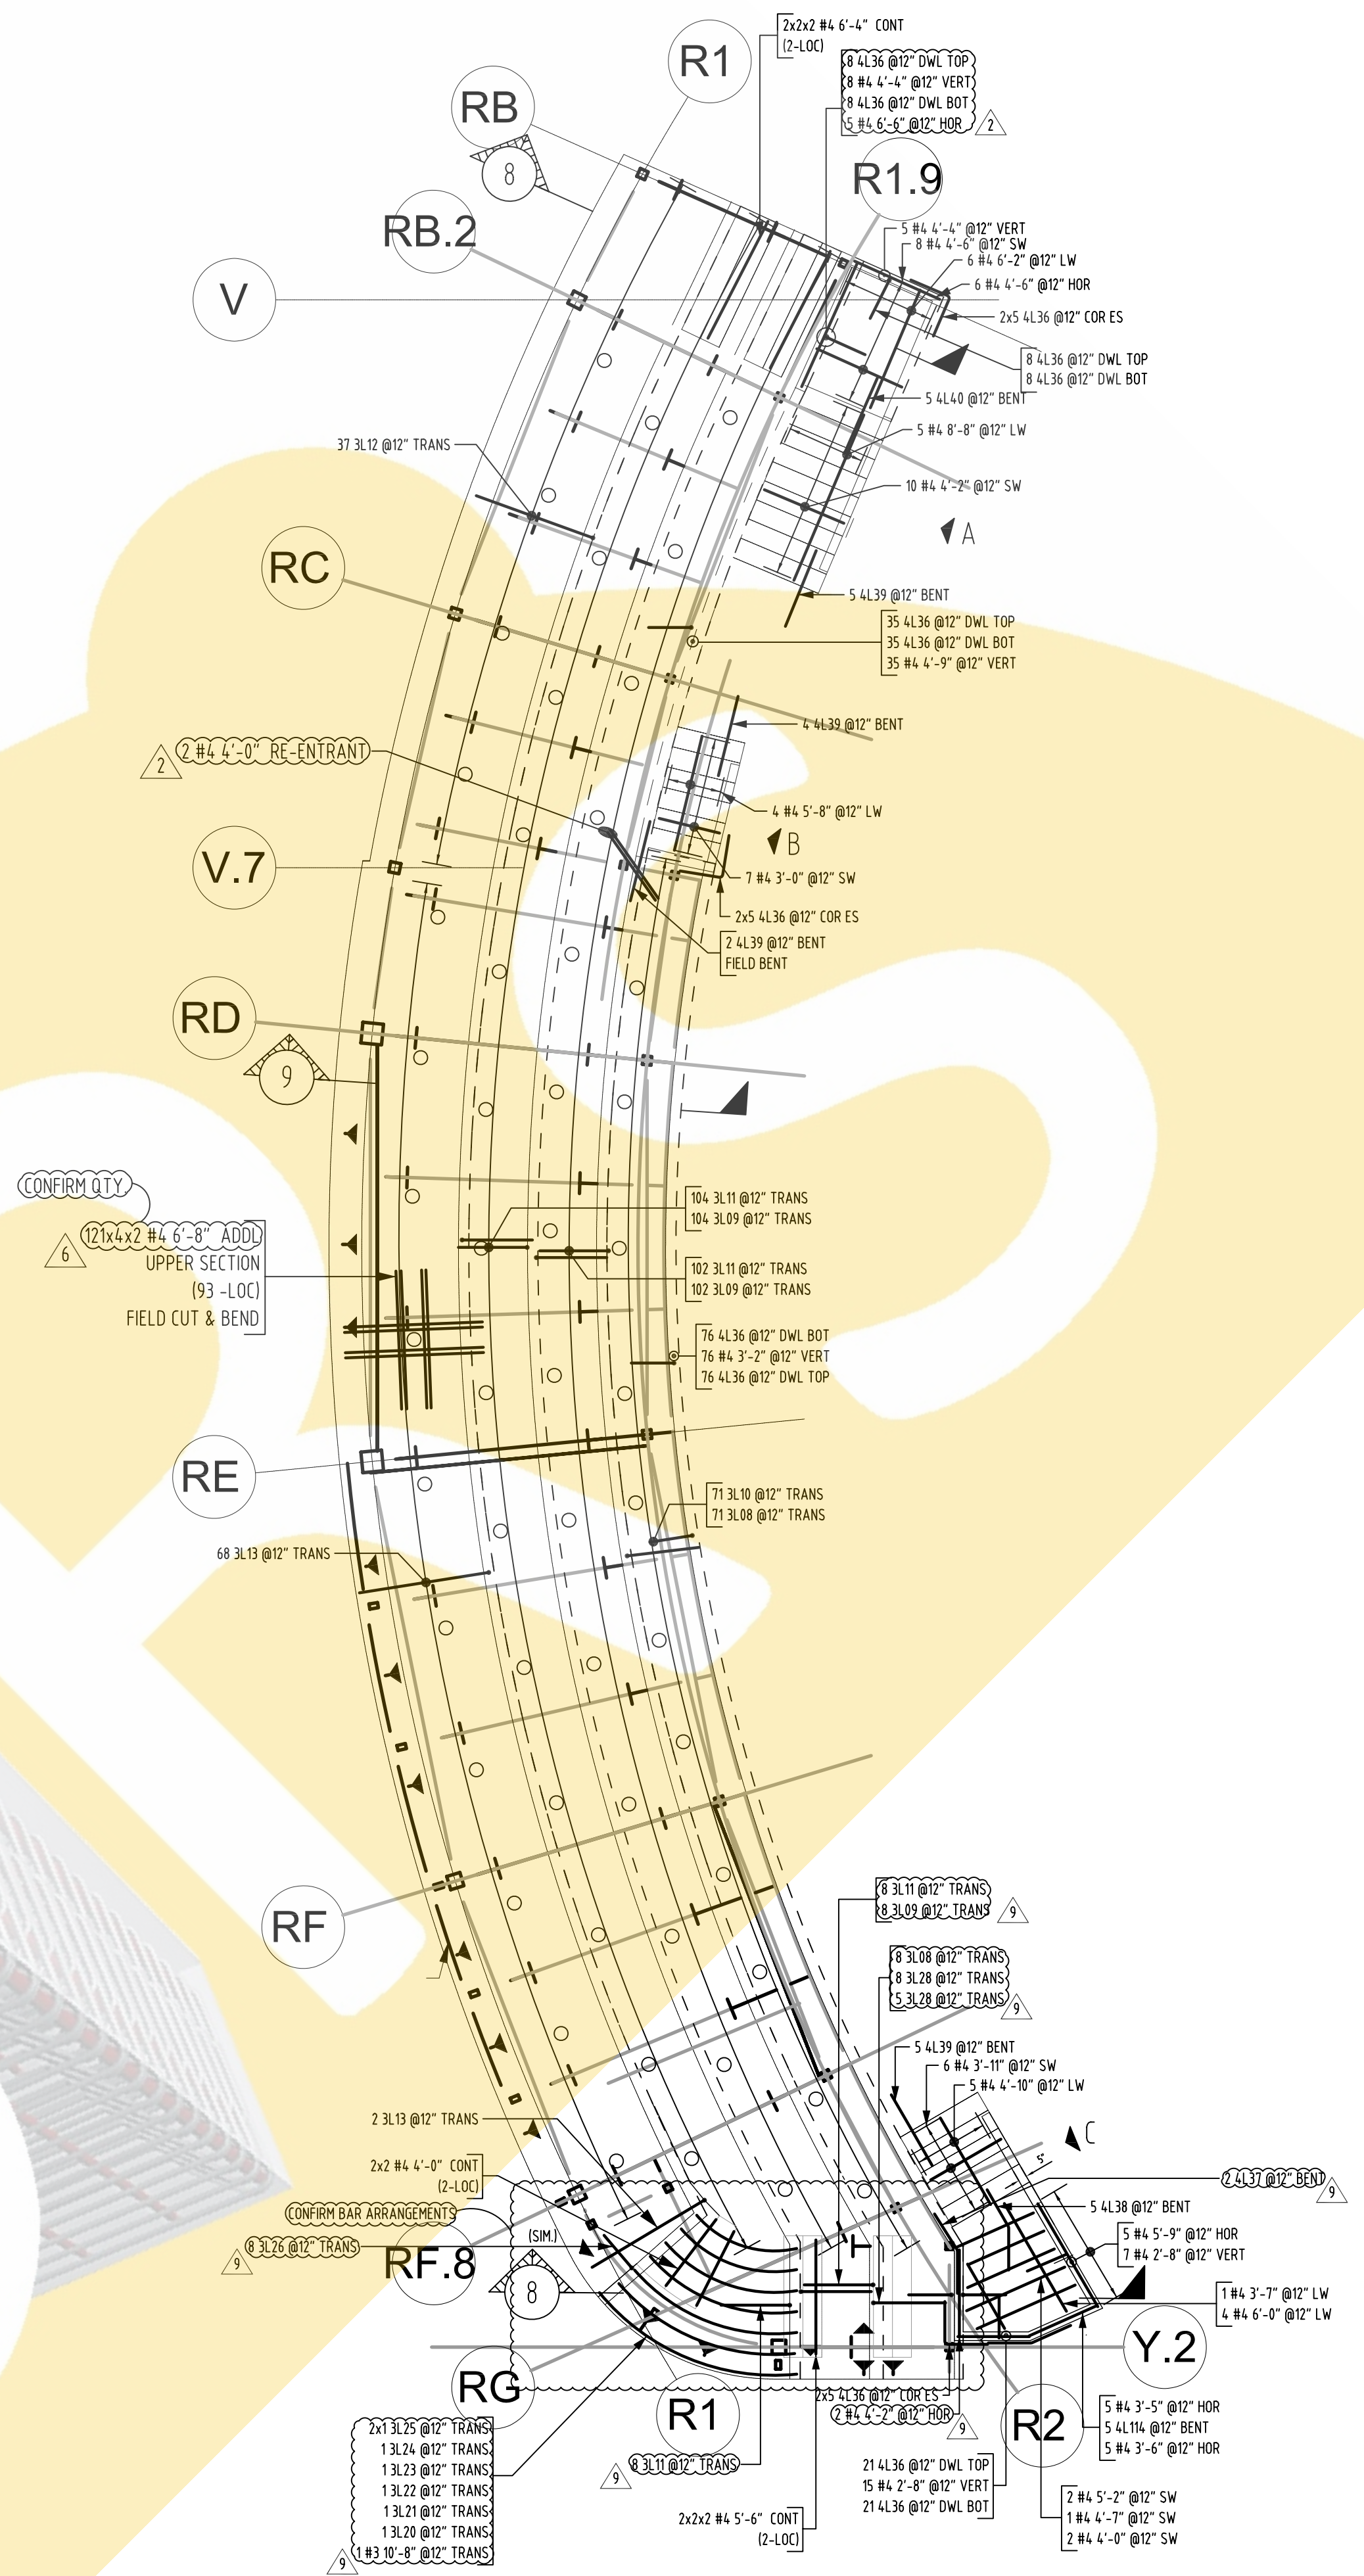 2x2x2 #4 6'-4" CONT
(2-LOC)
R1
8 4L36 @12" DWL TOP
8 #4 4'-4" @12" VERT
8 4L36 @12" DWL BOT
5 #4 6'-6" @12" HOR
2
RB
8
R1.9
RB.2
5 #4 4'-4" @12" VERT
8 #4 4'-6" @12" SW
6 #4 6'-2" @12" LW
6 #4 4'-6" @12" HOR
V
2x5 4L36 @12" COR ES
8 4L36 @12" DWL TOP
8 4L36 @12" DWL BOT
5 4L40 @12" BENT
5 #4 8'-8" @12" LW
37 3L12 @12" TRANS
10 #4 4'-2" @12" SW
A
RC
5 4L39 @12" BENT
35 4L36 @12" DWL TOP
35 4L36 @12" DWL BOT
35 #4 4'-9" @12" VERT
4 4L39 @12" BENT
2 #4 4'-0" RE-ENTRANT
2
4 #4 5'-8" @12" LW
B
V.7
7 #4 3'-0" @12" SW
2x5 4L36 @12" COR ES
2 4L39 @12" BENT
FIELD BENT
RD
9
CONFIRM QTY.
104 3L11 @12" TRANS
104 3L09 @12" TRANS
121x4x2 #4 6'-8" ADDL
6
UPPER SECTION
(93 -LOC)
FIELD CUT & BEND
102 3L11 @12" TRANS
102 3L09 @12" TRANS
76 4L36 @12" DWL BOT
76 #4 3'-2" @12" VERT
76 4L36 @12" DWL TOP
RE
71 3L10 @12" TRANS
71 3L08 @12" TRANS
68 3L13 @12" TRANS
8 3L11 @12" TRANS
8 3L09 @12" TRANS
9
RF
8 3L08 @12" TRANS
8 3L28 @12" TRANS
5 3L28 @12" TRANS
9
5 4L39 @12" BENT
6 #4 3'-11" @12" SW
5 #4 4'-10" @12" LW
2 3L13 @12" TRANS
C
5"
2x2 #4 4'-0" CONT
(2-LOC)
2 4L37 @12" BENT
9
CONFIRM BAR ARRANGEMENTS
5 4L38 @12" BENT
(SIM.)
8 3L26 @12" TRANS
9
RF.8
5 #4 5'-9" @12" HOR
7 #4 2'-8" @12" VERT
8
1 #4 3'-7" @12" LW
4 #4 6'-0" @12" LW
Y.2
RG
2x5 4L36 @12" COR ES
2 #4 4'-2" @12" HOR
9
R1
R2
5 #4 3'-5" @12" HOR
5 4L114 @12" BENT
5 #4 3'-6" @12" HOR
2x1 3L25 @12" TRANS
1 3L24 @12" TRANS
1 3L23 @12" TRANS
1 3L22 @12" TRANS
1 3L21 @12" TRANS
1 3L20 @12" TRANS
1 #3 10'-8" @12" TRANS
9
8 3L11 @12" TRANS
9
21 4L36 @12" DWL TOP
15 #4 2'-8" @12" VERT
21 4L36 @12" DWL BOT
2 #4 5'-2" @12" SW
1 #4 4'-7" @12" SW
2 #4 4'-0" @12" SW
2x2x2 #4 5'-6" CONT
(2-LOC)